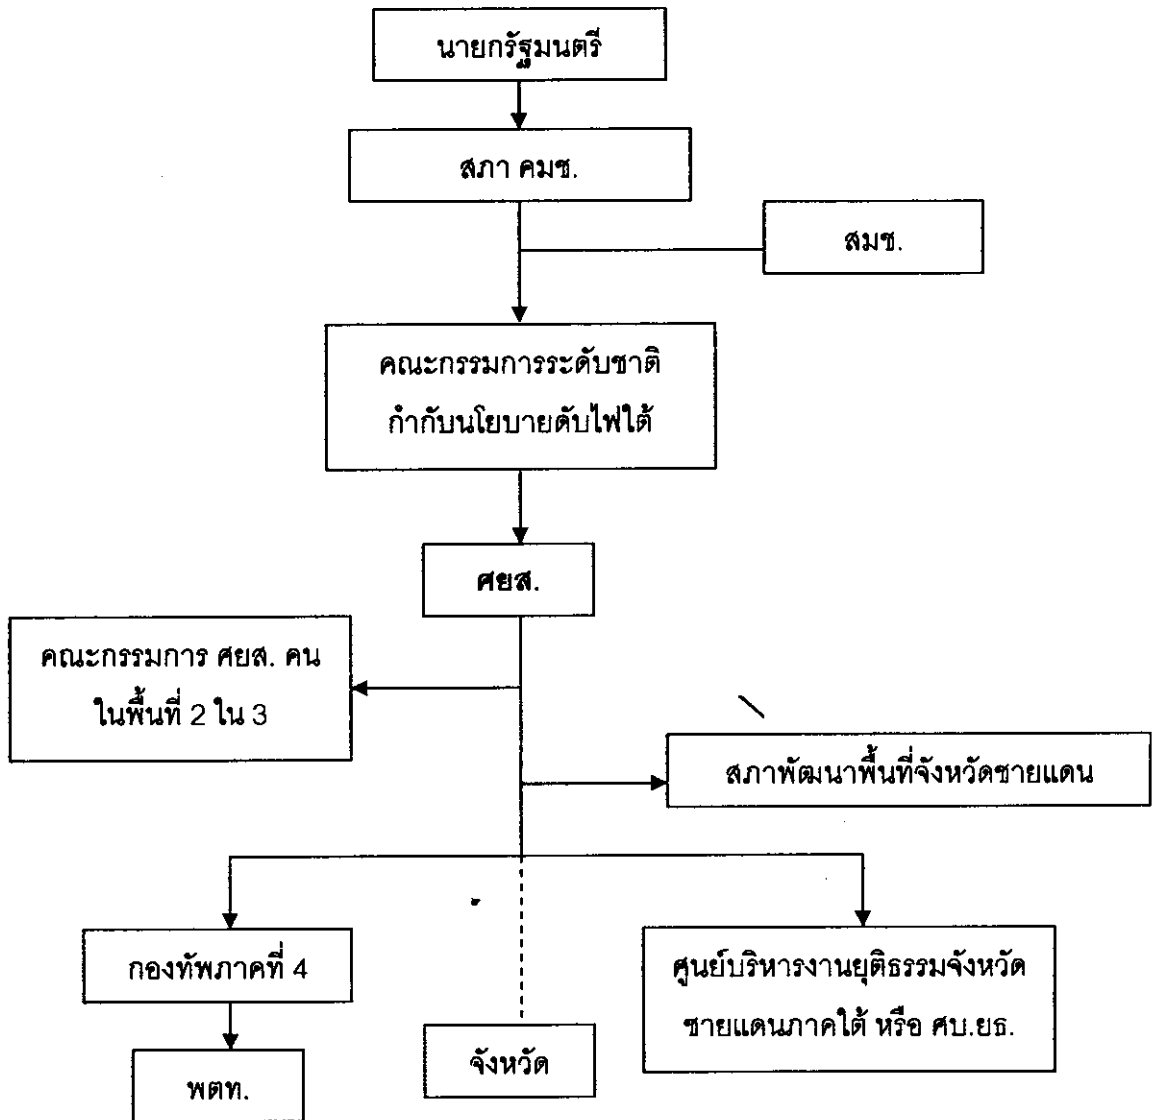 นายกรัฐมนตรี
สภา คมช.
สมช.
คณะกรรมการระดับชาติ
กำกับนโยบายดับไฟใต้
ศยส.
คณะกรรมการ ศยส. คน
ในพื้นที่ 2 ใน 3
สภาพัฒนาพื้นที่จังหวัดชายแดน
กองทัพภาคที่ 4
ศูนย์บริหารงานยุติธรรมจังหวัด
ชายแดนภาคใต้ หรือ ศบ.ยธ.
จังหวัด
พตท.